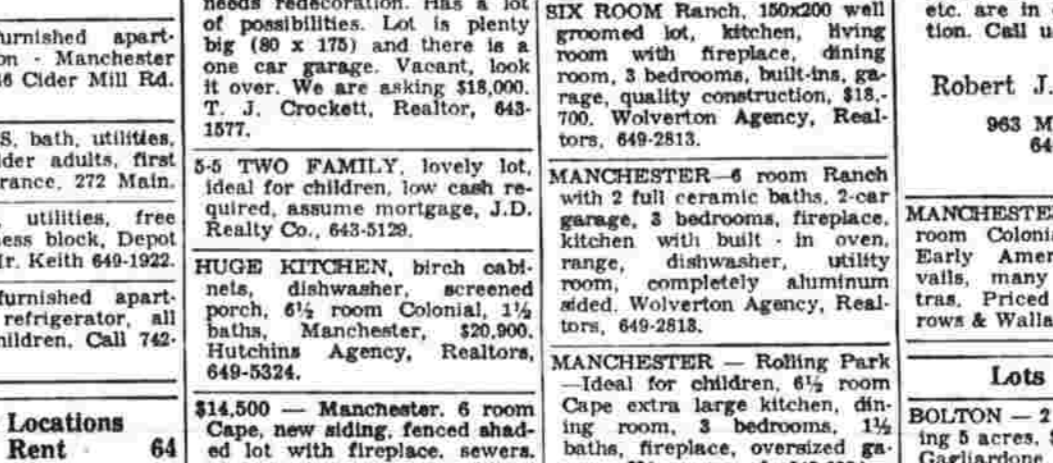 urnished apart-
on - Manchester
6 Cider Mill Rd.
S, bath, utilities,
lder adults, first
rance, 272 Main.
utilities, free
ess block, Depot
Ir. Keith 649-1922.
urnished apart-
refrigerator, all
hildren, Call 742-
Locations
Rent 64
needs redecoration. Has a lot
of possibilities. Lot is plenty
big (80 x 175) and there is a
one car garage. Vacant, look
it over. We are asking $18,000.
T. J. Crockett, Realtor, 643-
1577.
5-5 TWO FAMILY, lovely lot,
ideal for children, low cash re-
quired, assume mortgage, J.D.
Realty Co., 643-5129.
HUGE KITCHEN, birch cabi-
nets, dishwasher, screened
porch, 6½ room Colonial, 1½
baths, Manchester, $20,900.
Hutchins Agency, Realtors,
649-5324.
$14,500 — Manchester. 6 room
Cape, new siding, fenced shad-
ed lot with fireplace, sewers,
SIX ROOM Ranch, 150x200 well
groomed lot, kitchen, living
room with fireplace, dining
room, 3 bedrooms, built-ins, ga-
rage, quality construction, $18,-
700. Wolverton Agency, Real-
tors, 649-2813.
MANCHESTER—6 room Ranch
with 2 full ceramic baths, 2-car
garage, 3 bedrooms, fireplace,
kitchen with built - in oven,
range, dishwasher, utility
room, completely aluminum
sided. Wolverton Agency, Real-
tors, 649-2813.
MANCHESTER — Rolling Park
—Ideal for children, 6½ room
Cape extra large kitchen, din-
ing room, 3 bedrooms, 1½
baths, fireplace, oversized ga-
etc. are in
tion. Call u
Robert J.
963 M
64
MANCHESTE
room Colonia
Early Amer
vails, many
tras. Priced
rows & Walla
Lots
BOLTON — 2
ing 5 acres,
Gagliardone